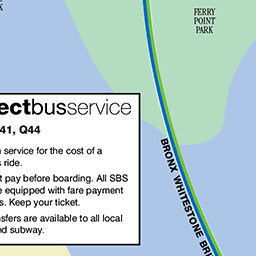 FERRY
POINT
PARK
ectbusservice
41, Q44
service for the cost of a
ride.
t pay before boarding. All SBS
e equipped with fare payment
s. Keep your ticket.
sfers are available to all local
nd subway.
BRONX WHITESTONE BRI